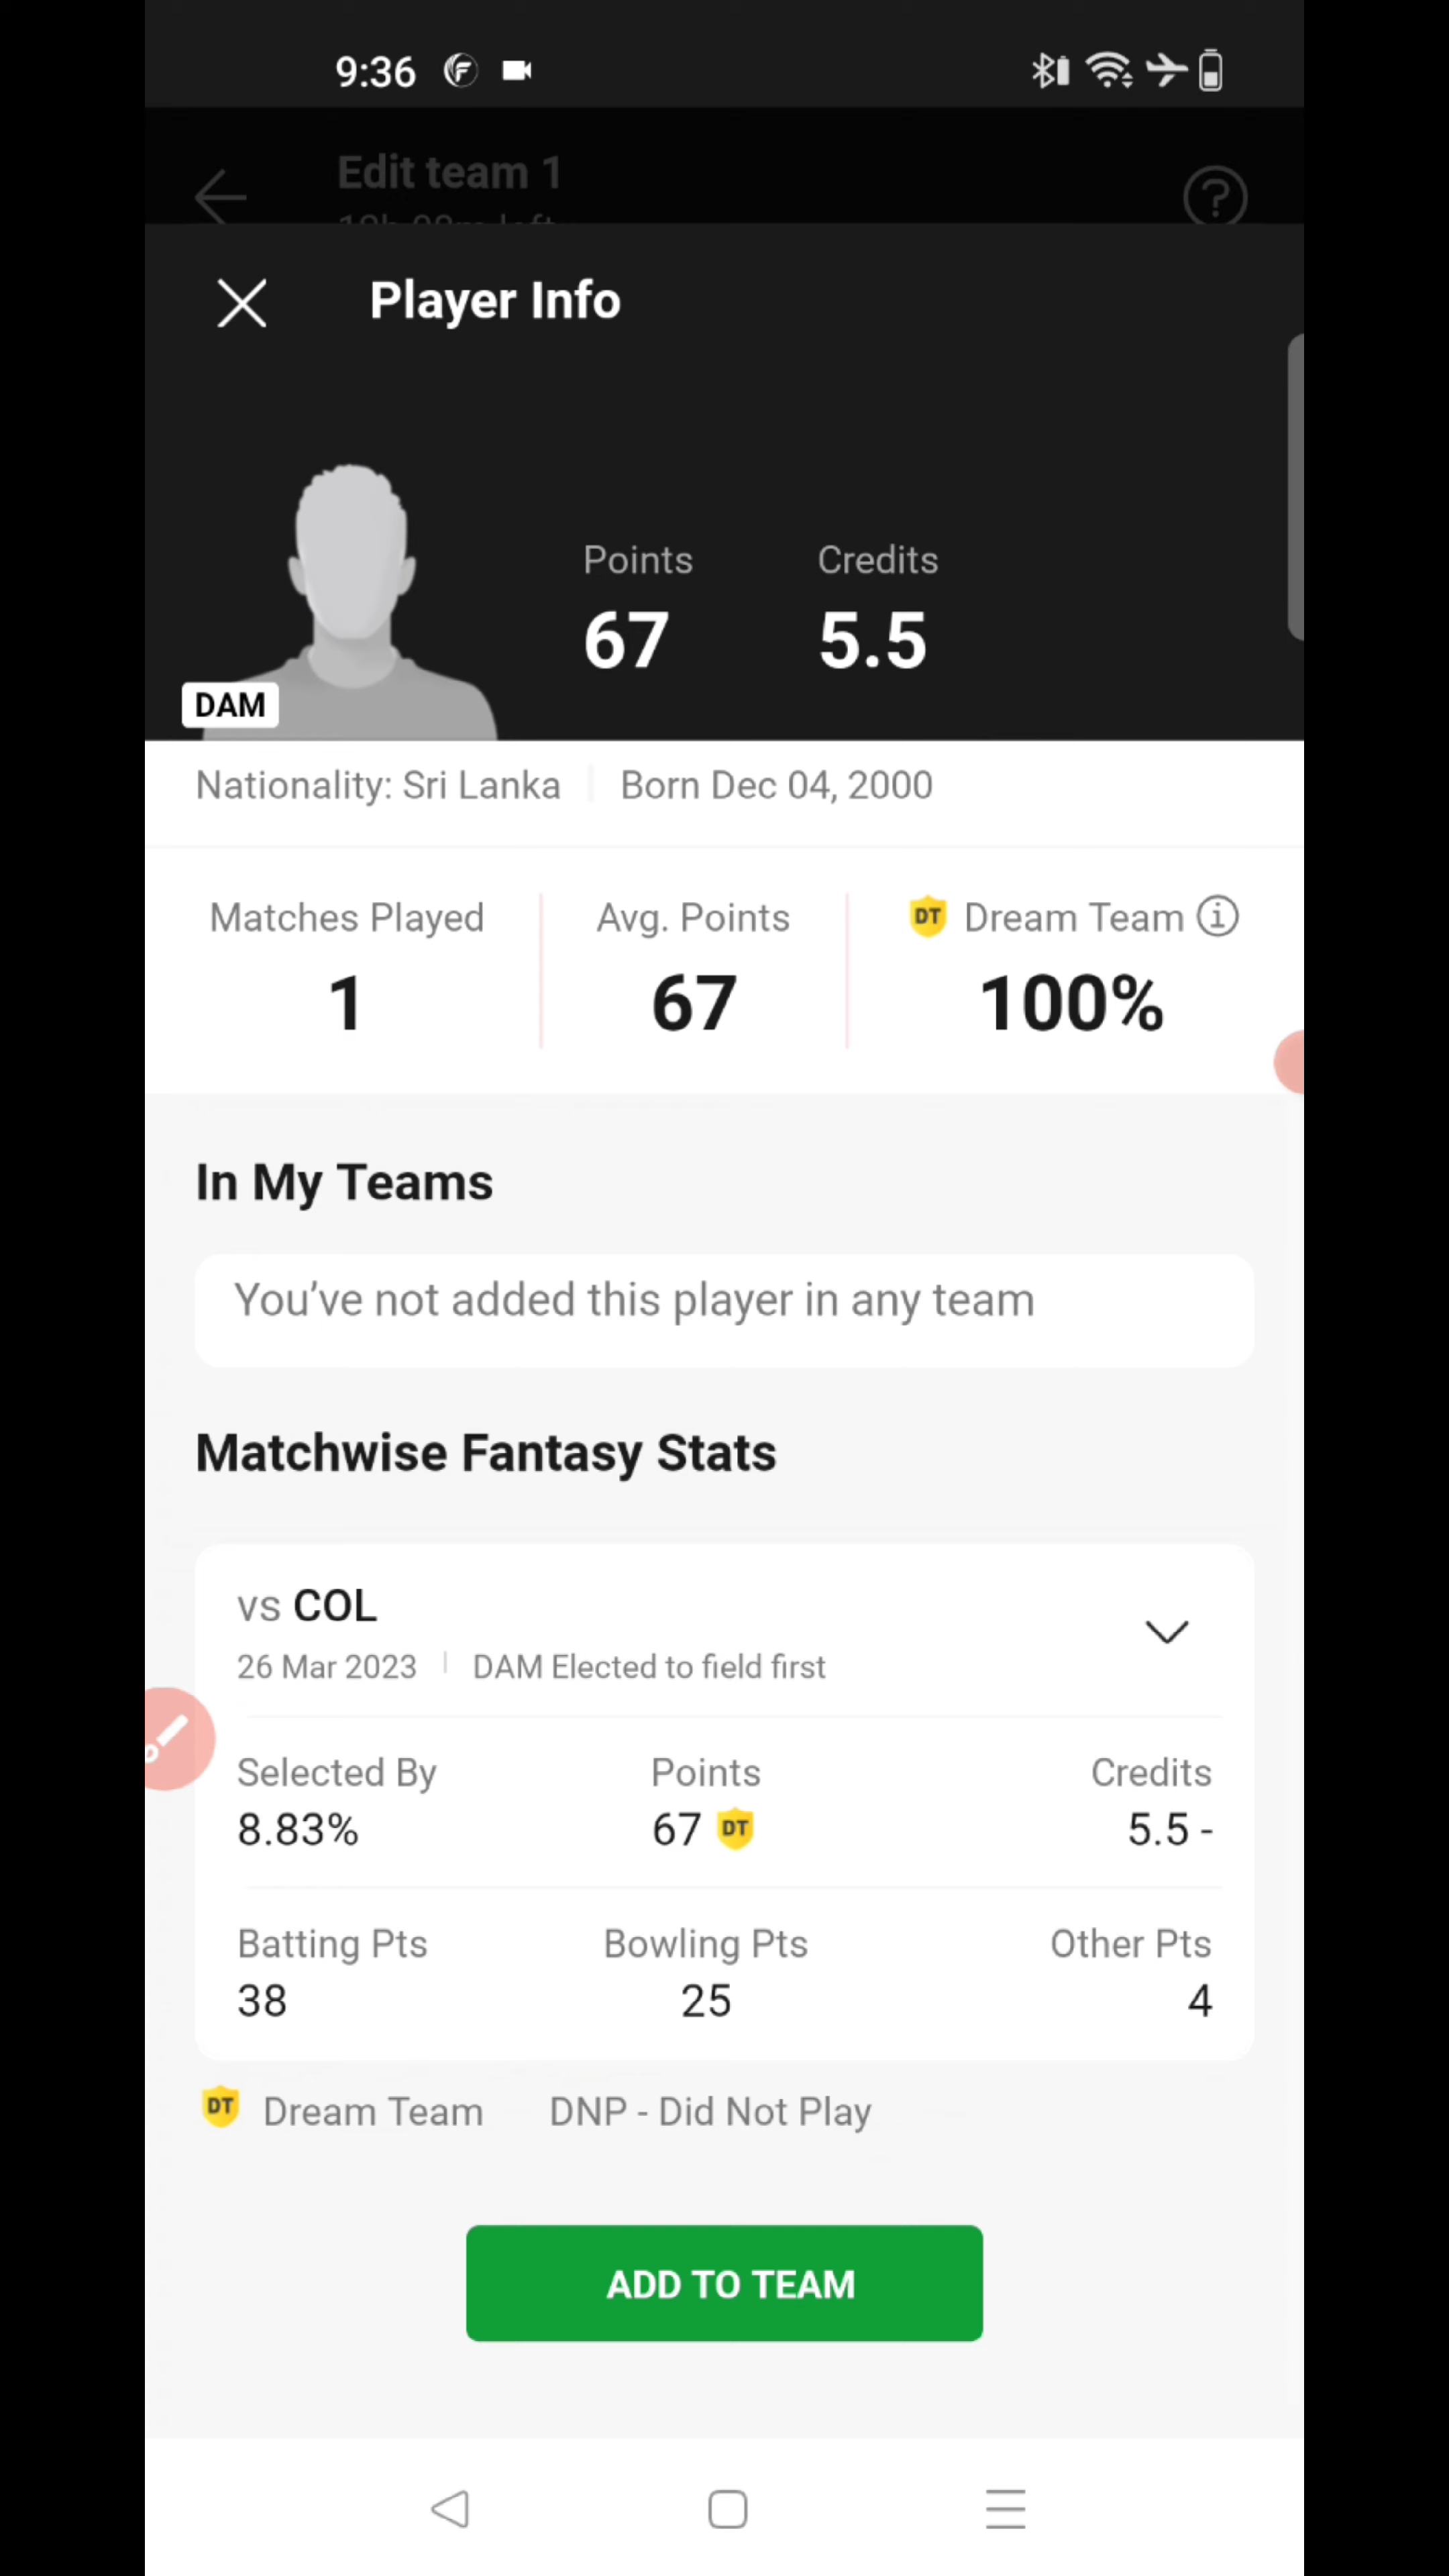 9:36
Edit team 1
Player Info
Points Credits
67 5.5
DAM
Nationality: Sri Lanka Born Dec 04, 2000
Matches Played Avg. Points DT Dream Team
1 67 100%
In My Teams
You’ve not added this player in any team
Matchwise Fantasy Stats
vs COL
26 Mar 2023 DAM Elected to field first
Selected By Points Credits
8.83% 67 DT 5.5 -
Batting Pts Bowling Pts Other Pts
38 25 4
DT Dream Team DNP - Did Not Play
ADD TO TEAM